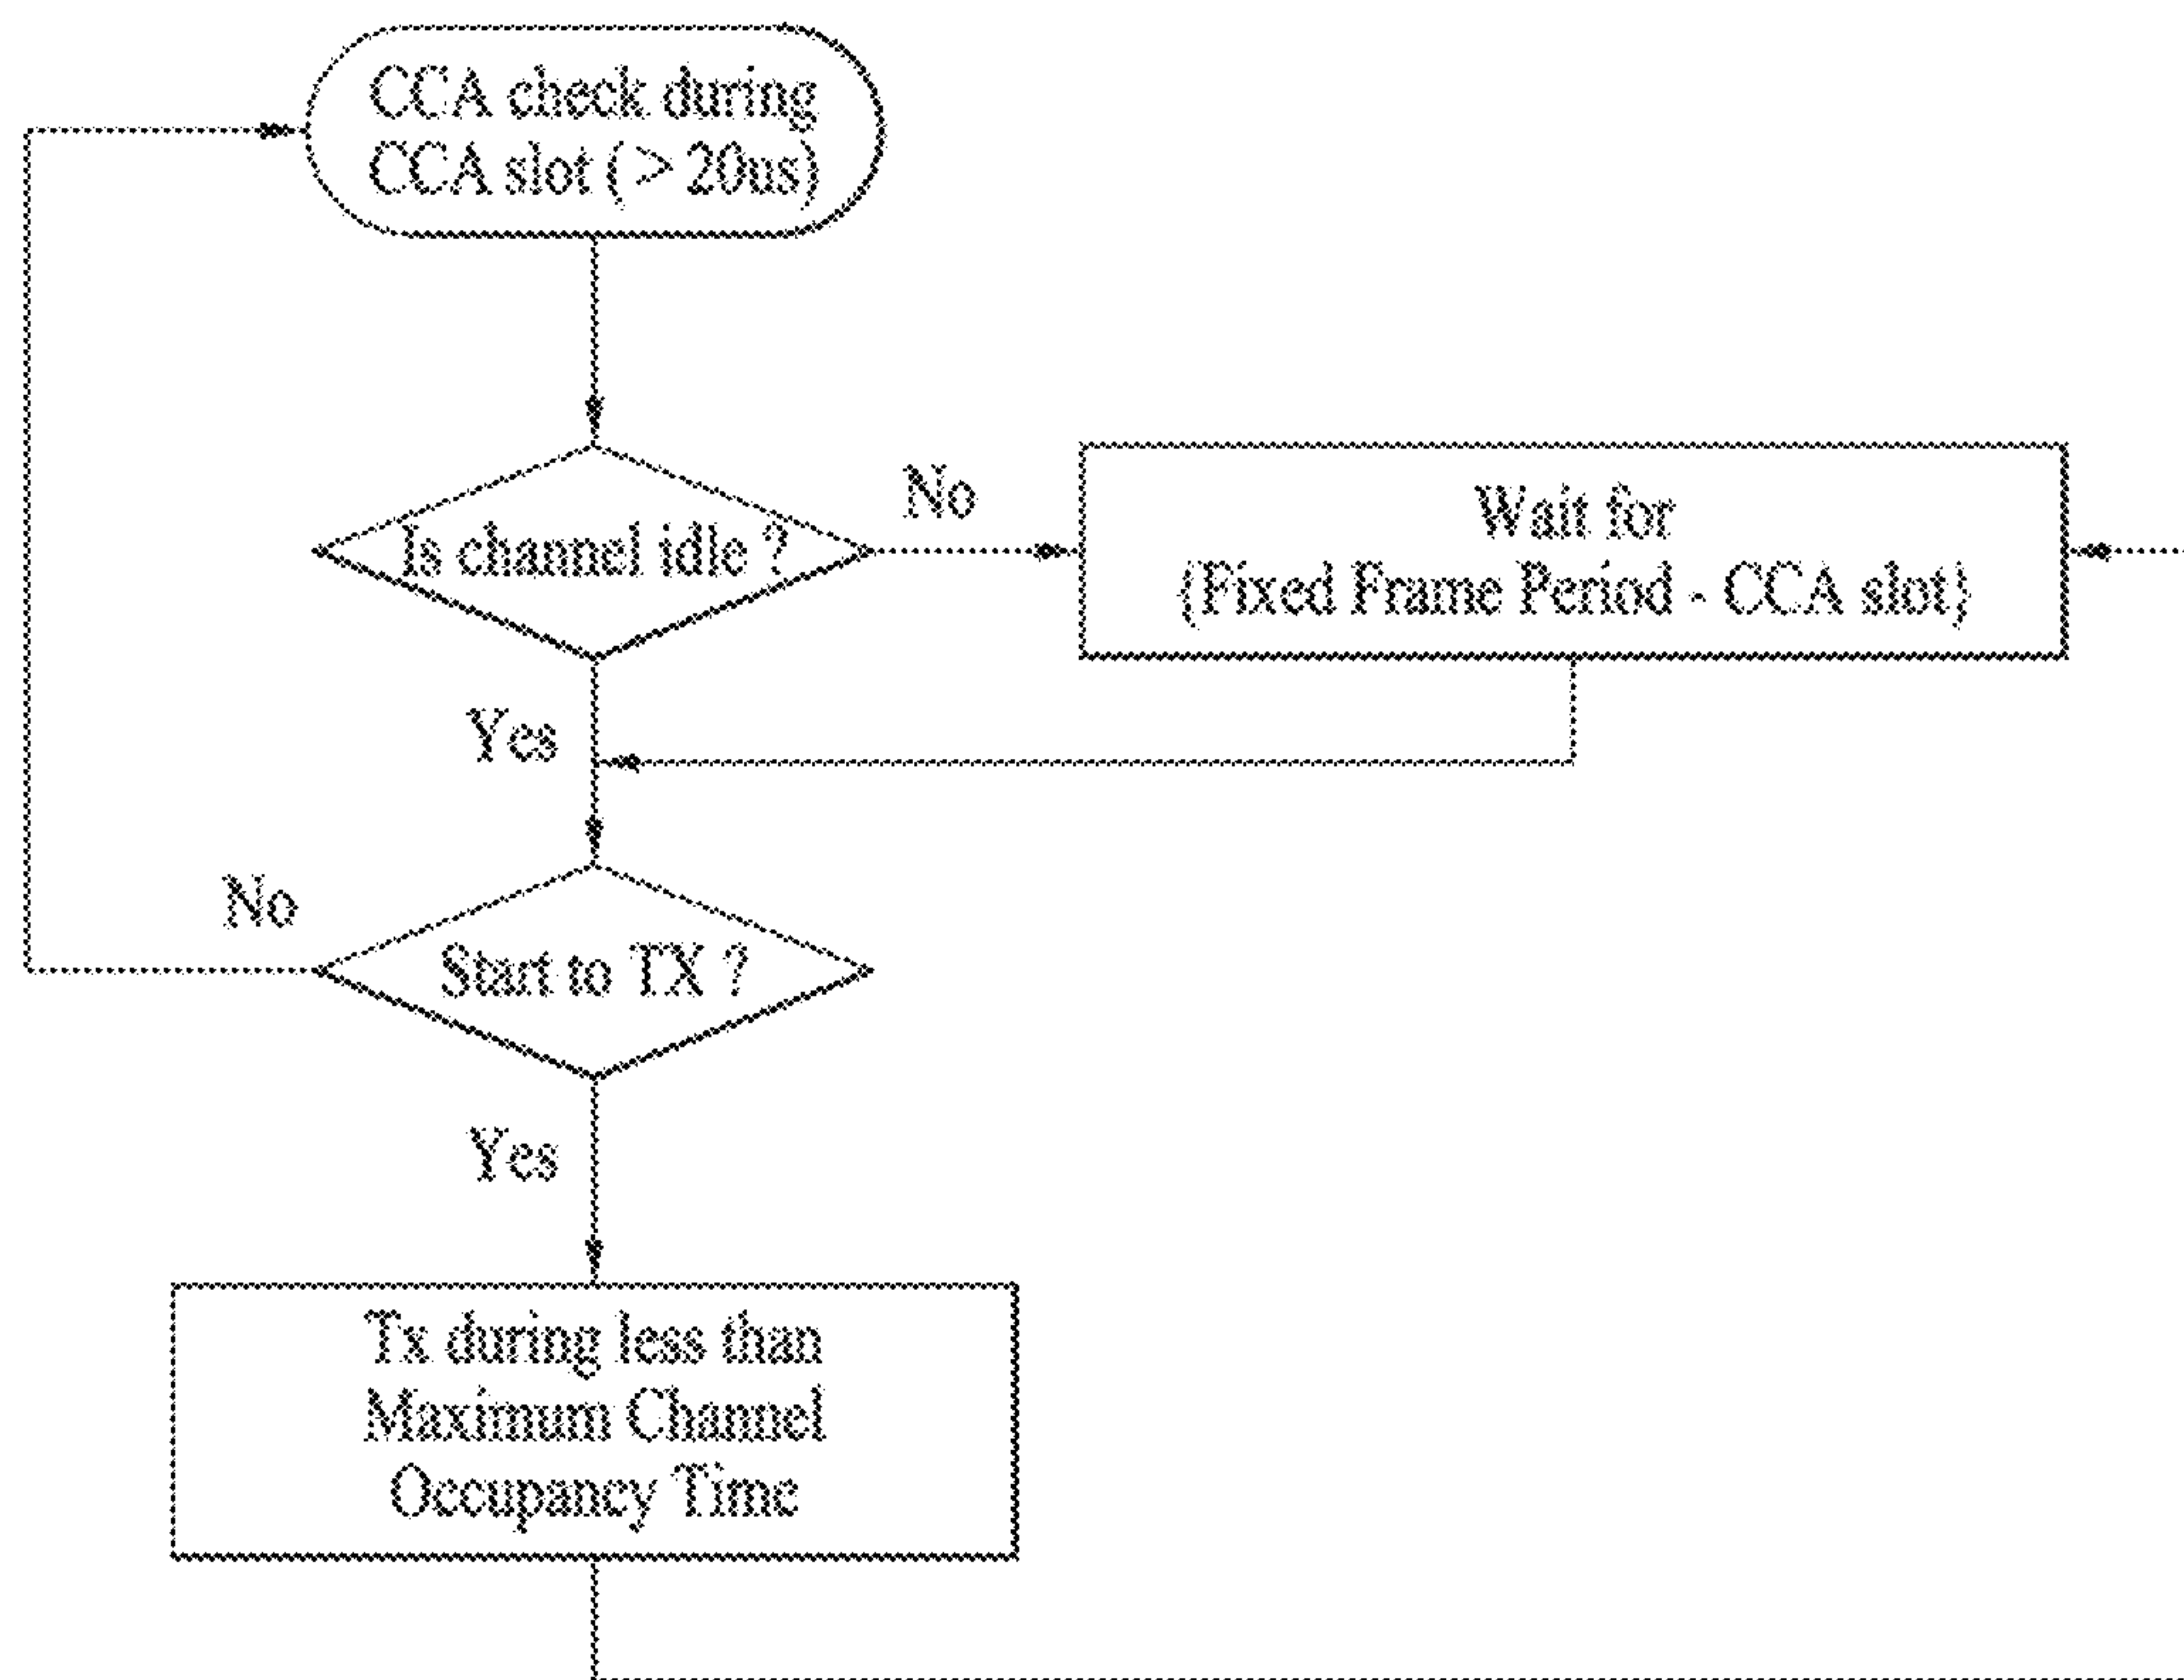 CCA check during
CCA slot ( > 20us)
Is channel idle ?
No
Wait for
(Fixed Frame Period - CCA slot)
Yes
No
Start to TX ?
Yes
Tx during less than
Maximum Channel
Occupancy Time